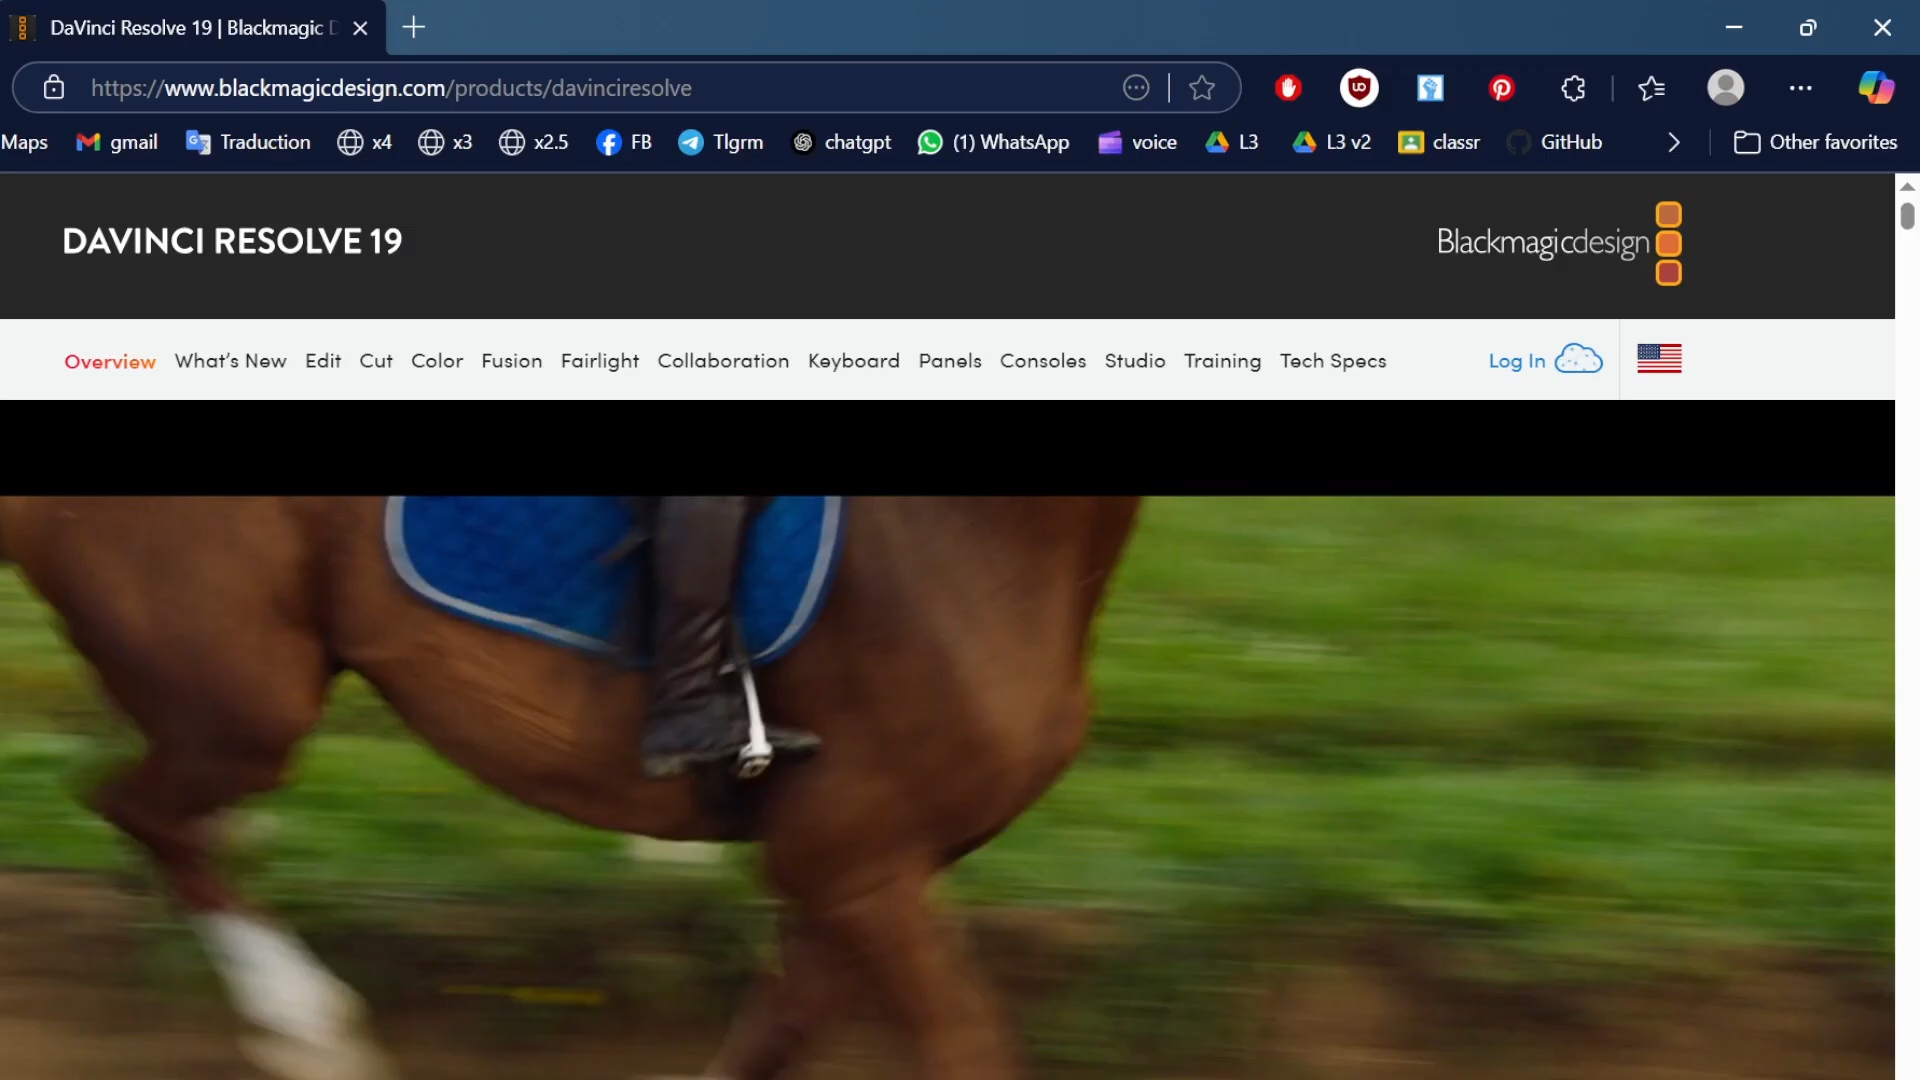 DaVinci Resolve 19 | Blackmagic D
https://www.blackmagicdesign.com/products/davinciresolve
Maps gmail Traduction x4 x3 x2.5 FB Tlgrm chatgpt (1) WhatsApp voice L3 L3 v2 classr GitHub Other favorites
DAVINCI RESOLVE 19 Blackmagicdesign
Overview What's New Edit Cut Color Fusion Fairlight Collaboration Keyboard Panels Consoles Studio Training Tech Specs Log In